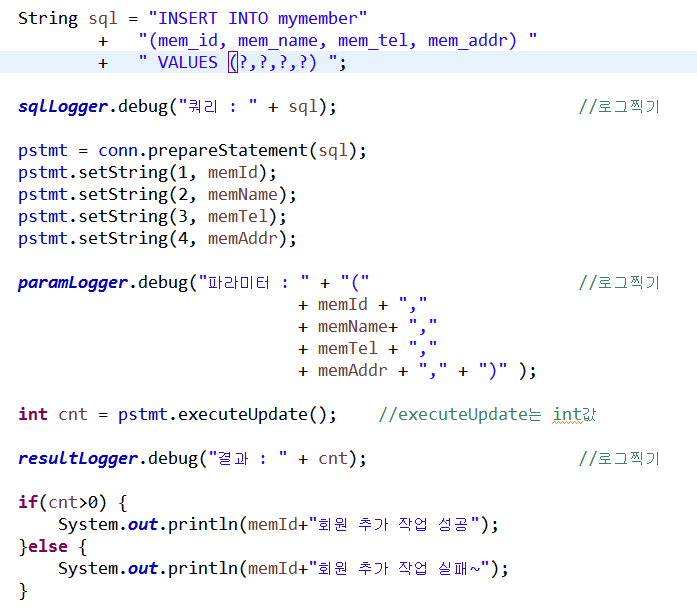 String sql = "INSERT INTO mymember"
+ "(mem_id, mem_name, mem_tel, mem_addr) "
+ " VALUES (?,?,?,?) ";
sqlLogger.debug("쿼리 : " + sql); //로그찍기
pstmt = conn.prepareStatement(sql);
pstmt.setString(1, memId);
pstmt.setString(2, memName);
pstmt.setString(3, memTel);
pstmt.setString(4, memAddr);
paramLogger.debug("파라미터 : " + "(" //로그찍기
+ memId + ","
+ memName+ ","
+ memTel + ","
+ memAddr + "," + ")" );
int cnt = pstmt.executeUpdate(); //executeUpdate는 int값
resultLogger.debug("결과 : " + cnt); //로그찍기
if(cnt>0) {
System.out.println(memId+"회원 추가 작업 성공");
}else {
System.out.println(memId+"회원 추가 작업 실패~");
}